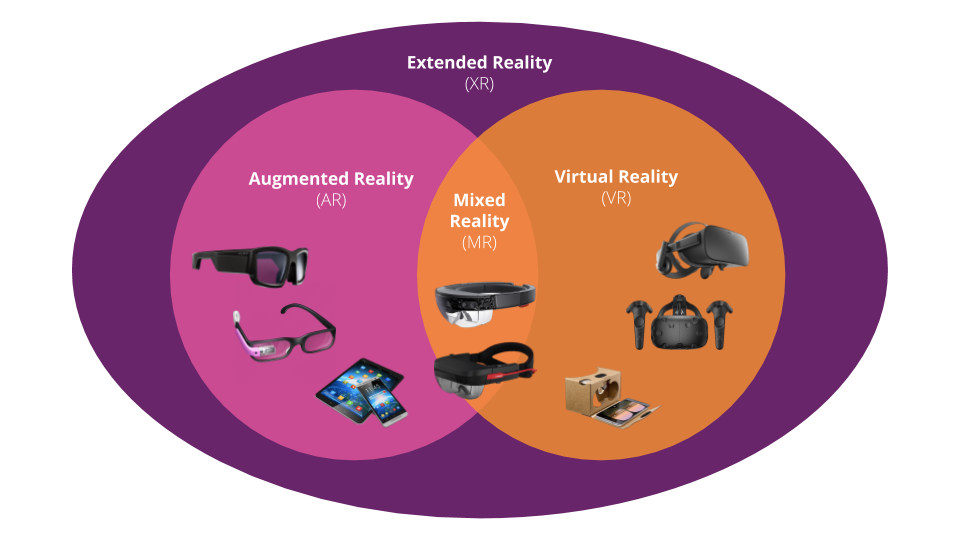 Extended Reality
(XR)
Augmented Reality
(AR)
Mixed
Reality
(MR)
Virtual Reality
(VR)